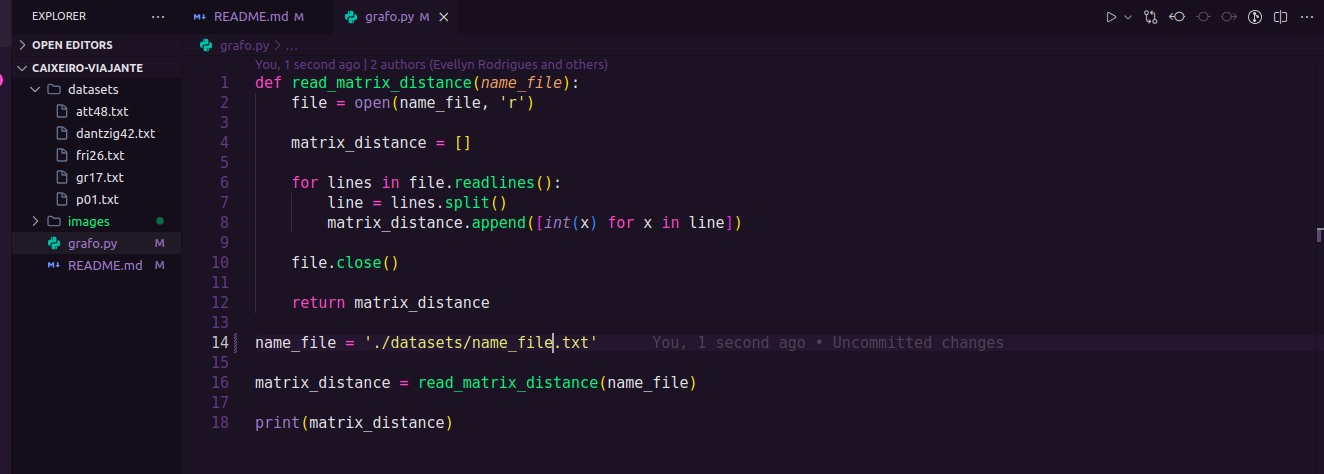 EXPLORER ... README.md M grafo.py M
OPEN EDITORS grafo.py > ...
CAIXEIRO-VIAJANTE
datasets
att48.txt
dantzig42.txt
fri26.txt
gr17.txt
p01.txt
images
grafo.py M
README.md M
You, 1 second ago | 2 authors (Evellyn Rodrigues and others)
1 def read_matrix_distance(name_file):
2 file = open(name_file, 'r')
3
4 matrix_distance = []
5
6 for lines in file.readlines():
7 line = lines.split()
8 matrix_distance.append([int(x) for x in line])
9
10 file.close()
11
12 return matrix_distance
13
14 name_file = './datasets/name_file.txt' You, 1 second ago • Uncommitted changes
15
16 matrix_distance = read_matrix_distance(name_file)
17
18 print(matrix_distance)